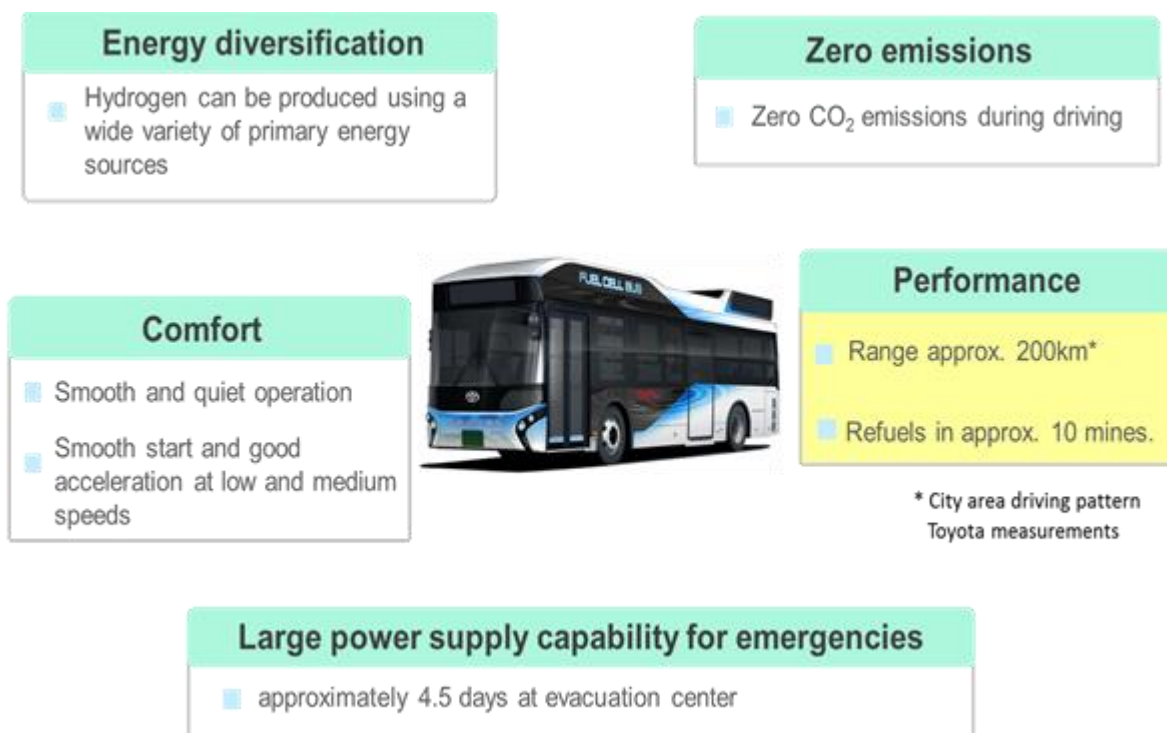 Energy diversification
Hydrogen can be produced using a
wide variety of primary energy
sources
Zero emissions
Zero CO₂ emissions during driving
Comfort
Smooth and quiet operation
Smooth start and good
acceleration at low and medium
speeds
FUEL CELL BUS
Performance
Range approx. 200km*
Refuels in approx. 10 mines.
* City area driving pattern
Toyota measurements
Large power supply capability for emergencies
approximately 4.5 days at evacuation center